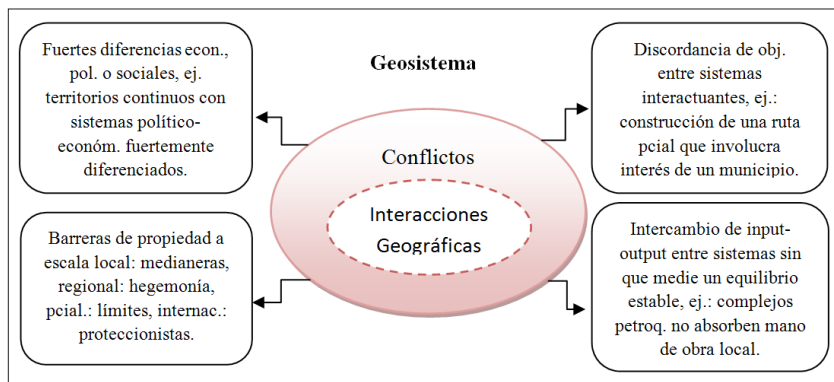 Fuertes diferencias econ.,
pol. o sociales, ej.
territorios continuos con
sistemas político-
económ. fuertemente
diferenciados.
Geosistema
Discordancia de obj.
entre sistemas
interactuantes, ej.:
construcción de una ruta
pcial que involucra
interés de un municipio.
Conflictos
Interacciones
Geográficas
Barreras de propiedad a
escala local: medianeras,
regional: hegemonía,
pcial.: límites, internac.:
proteccionistas.
Intercambio de input-
output entre sistemas sin
que medie un equilibrio
estable, ej.: complejos
petroq. no absorben mano
de obra local.